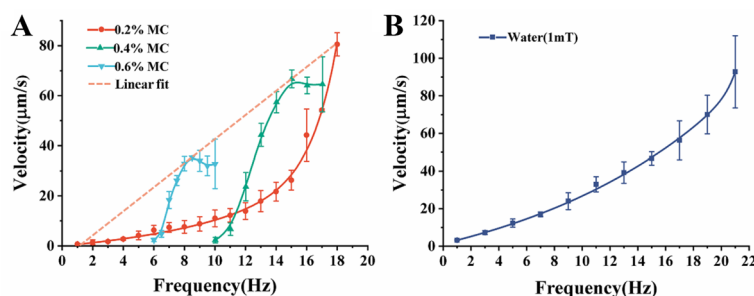 A
0.2% MC
0.4% MC
0.6% MC
Linear fit
Velocity(μm/s)
80
60
40
20
0
0 2 4 6 8 10 12 14 16 18 20
Frequency(Hz)
B
Water(1mT)
Velocity(μm/s)
120
100
80
60
40
20
0
0 2 4 6 8 10 12 14 16 18 20 22
Frequency(Hz)